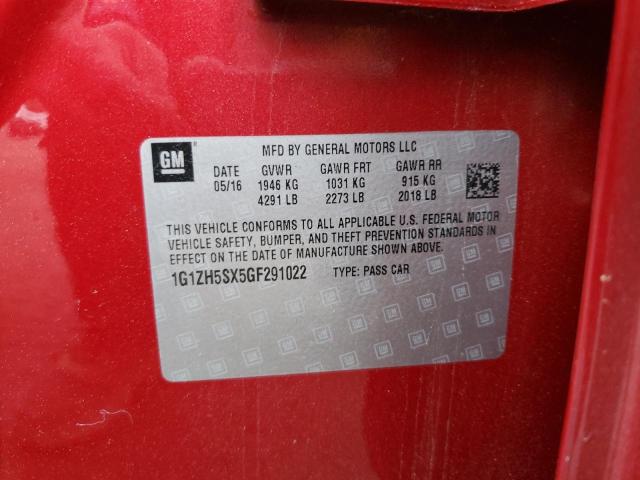 GM
MFD BY GENERAL MOTORS LLC
DATE GVWR GAWR FRT GAWR RR
05/16 1946 KG 1031 KG 915 KG
4291 LB 2273 LB 2018 LB
THIS VEHICLE CONFORMS TO ALL APPLICABLE U.S. FEDERAL MOTOR
VEHICLE SAFETY, BUMPER, AND THEFT PREVENTION STANDARDS IN
EFFECT ON THE DATE OF MANUFACTURE SHOWN ABOVE.
1G1ZH5SX5GF291022 TYPE: PASS CAR